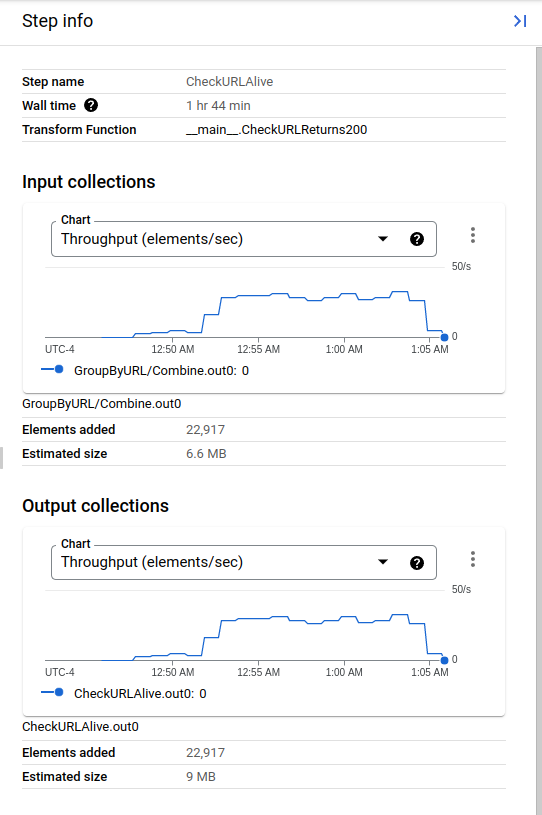 Step info
Step name CheckURLAlive
Wall time ? 1 hr 44 min
Transform Function __main__.CheckURLReturns200
Input collections
Chart
Throughput (elements/sec) ?
50/s
0
UTC-4 12:50 AM 12:55 AM 1:00 AM 1:05 AM
GroupByURL/Combine.out0: 0
GroupByURL/Combine.out0
Elements added 22,917
Estimated size 6.6 MB
Output collections
Chart
Throughput (elements/sec) ?
50/s
0
UTC-4 12:50 AM 12:55 AM 1:00 AM 1:05 AM
CheckURLAlive.out0: 0
CheckURLAlive.out0
Elements added 22,917
Estimated size 9 MB